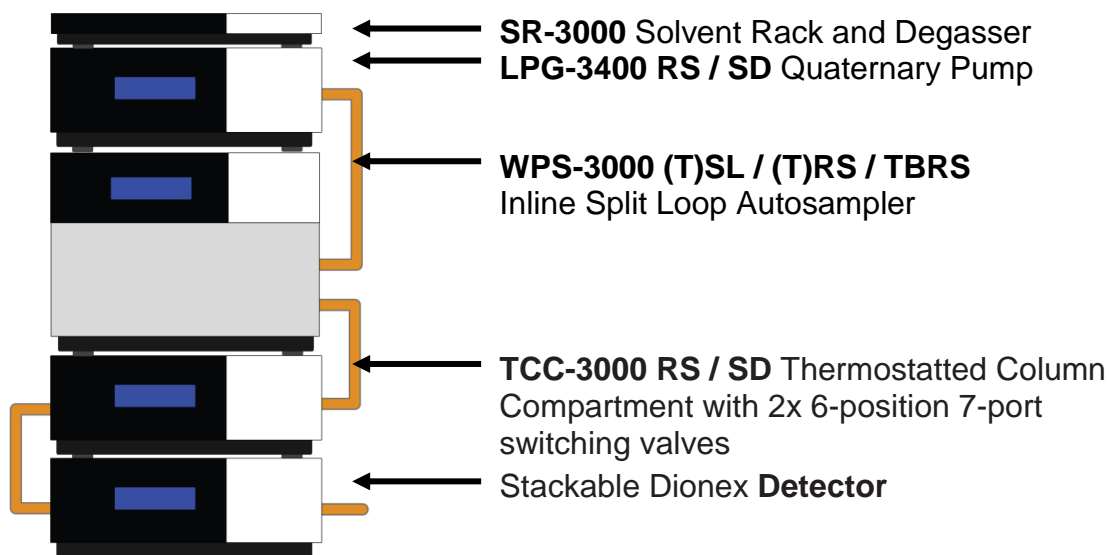 SR-3000 Solvent Rack and Degasser
LPG-3400 RS / SD Quaternary Pump
WPS-3000 (T)SL / (T)RS / TBRS
Inline Split Loop Autosampler
TCC-3000 RS / SD Thermostatted Column
Compartment with 2x 6-position 7-port
switching valves
Stackable Dionex Detector